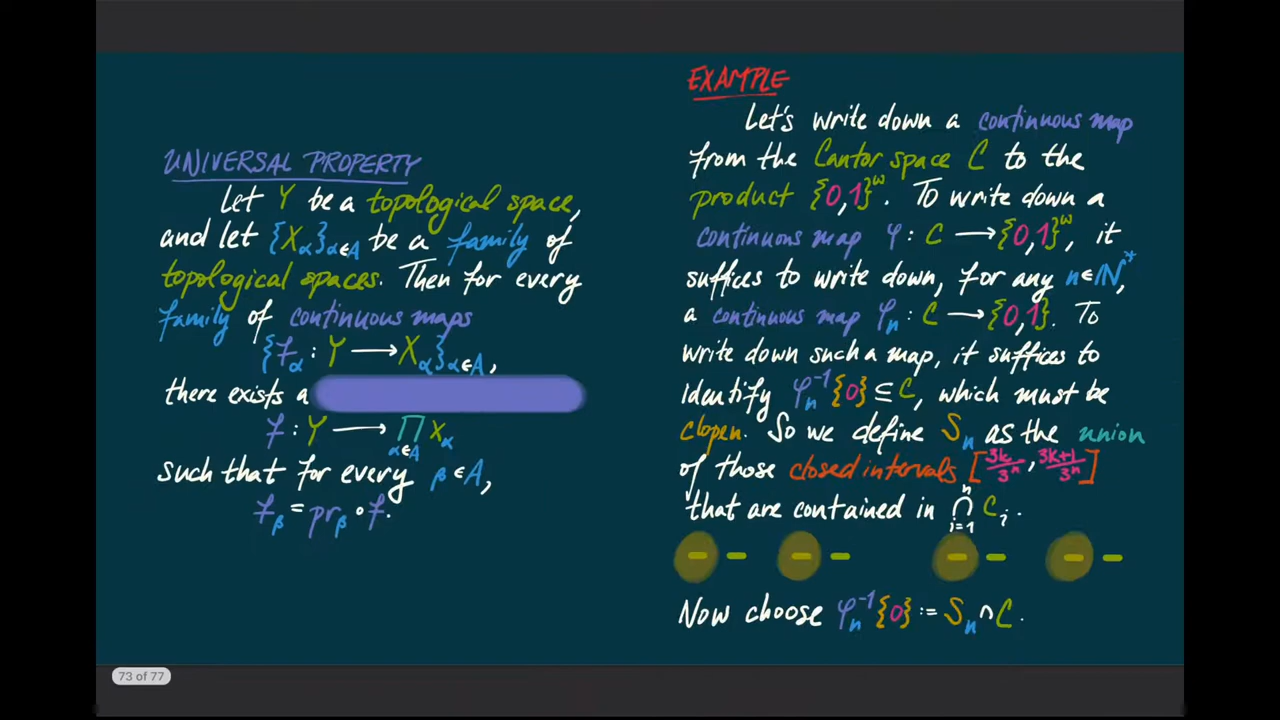 UNIVERSAL PROPERTY
Let Y be a topological space,
and let {X_α}_{α∈A} be a family of
topological spaces. Then for every
family of continuous maps
{f_α : Y ⟶ X_α}_{α∈A},
there exists a
f : Y ⟶ ∏_{α∈A} X_α
such that for every β∈A,
f_β = pr_β ∘ f.
EXAMPLE
Let's write down a continuous map
from the Cantor space C to the
product {0,1}^ω. To write down a
continuous map φ : C ⟶ {0,1}^ω, it
suffices to write down, for any n∈ℕ*,
a continuous map φ_n : C ⟶ {0,1}. To
write down such a map, it suffices to
identify φ_n^{-1}{0} ⊆ C, which must be
clopen. So we define S_n as the union
of those closed intervals [3k/3^n, 3k+1/3^n]
that are contained in ⋂_{i=1}^n C_i.
Now choose φ_n^{-1}{0} := S_n ∩ C.
73 of 77